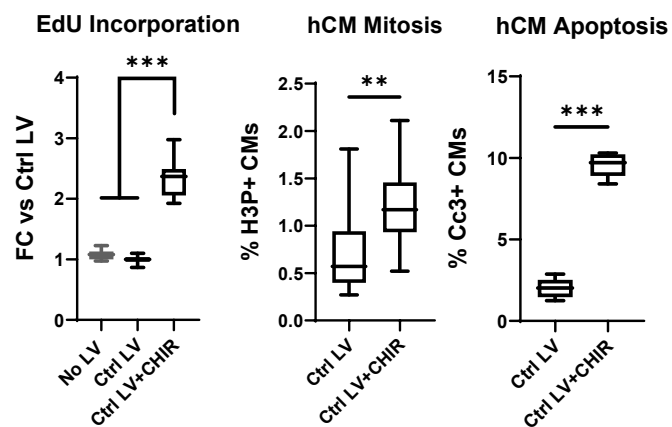 EdU Incorporation
FC vs Ctrl LV
4
3
2
1
0
***
No LV
Ctrl LV
Ctrl LV+CHIR
hCM Mitosis
% H3P+ CMs
2.5
2.0
1.5
1.0
0.5
0.0
**
Ctrl LV
Ctrl LV+CHIR
hCM Apoptosis
% Cc3+ CMs
15
10
5
0
***
Ctrl LV
Ctrl LV+CHIR